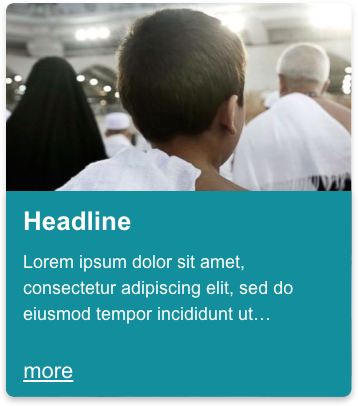 Headline
Lorem ipsum dolor sit amet,
consectetur adipiscing elit, sed do
eiusmod tempor incididunt ut…
more